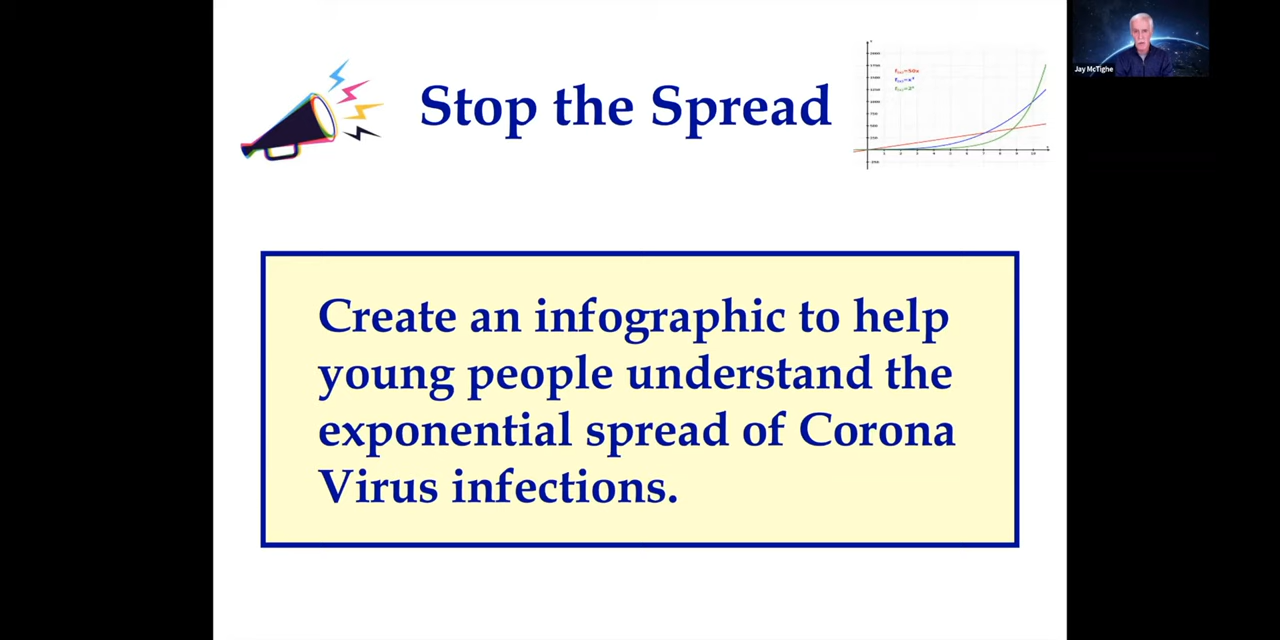 Stop the Spread
Jay McTighe
Create an infographic to help
young people understand the
exponential spread of Corona
Virus infections.